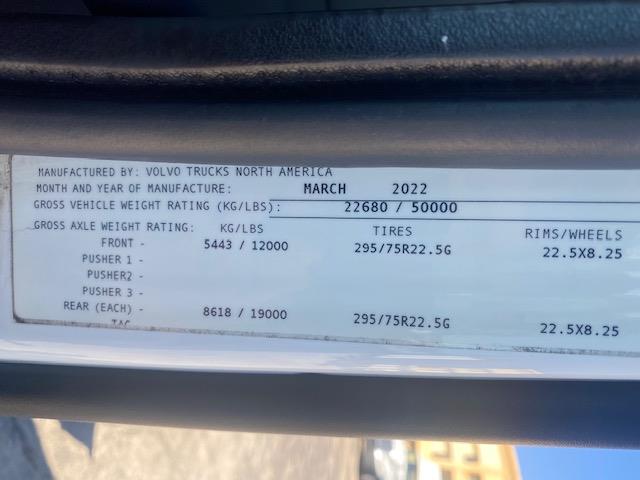 MANUFACTURED BY: VOLVO TRUCKS NORTH AMERICA
MONTH AND YEAR OF MANUFACTURE: MARCH 2022
GROSS VEHICLE WEIGHT RATING (KG/LBS): 22680 / 50000
GROSS AXLE WEIGHT RATING: KG/LBS TIRES RIMS/WHEELS
FRONT - 5443 / 12000 295/75R22.5G 22.5X8.25
PUSHER 1 -
PUSHER2 -
PUSHER 3 -
REAR (EACH) - 8618 / 19000 295/75R22.5G 22.5X8.25